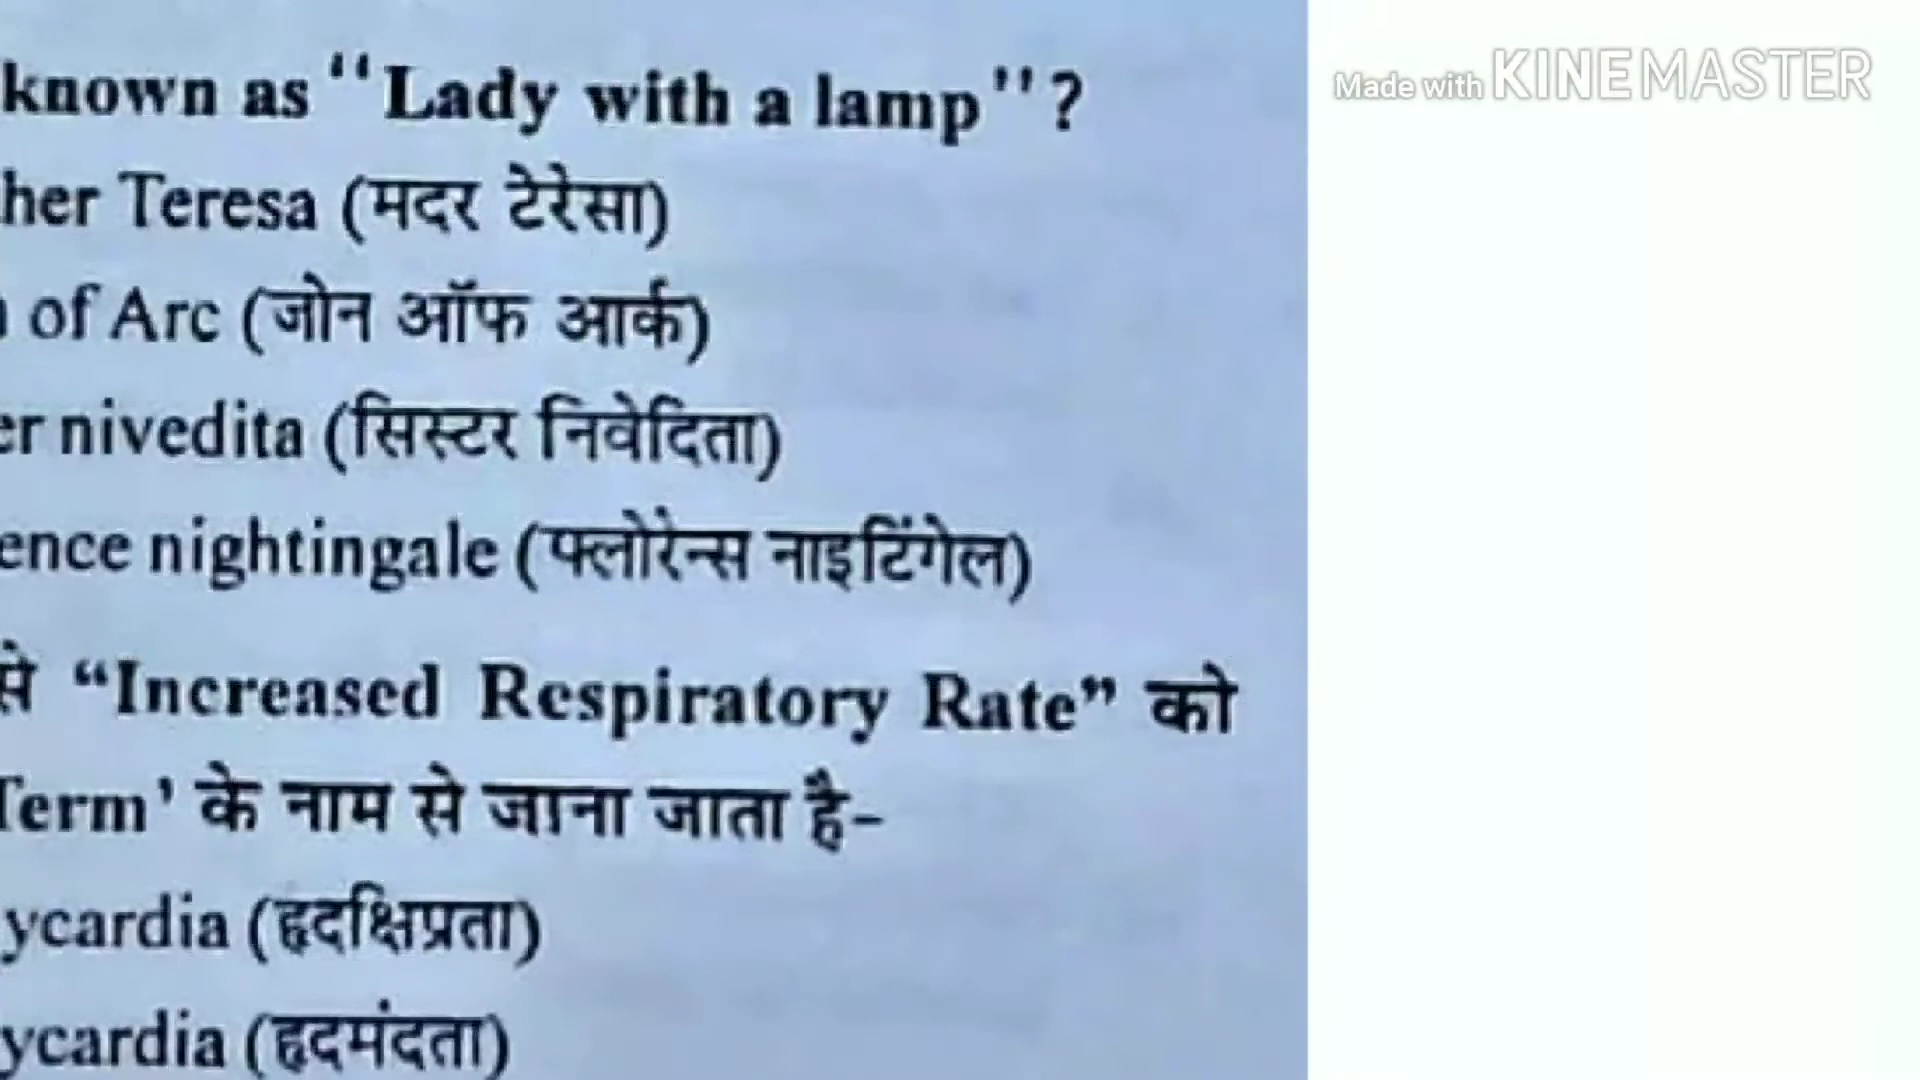 known as "Lady with a lamp"?
Made with KINEMASTER
her Teresa (मदर टेरेसा)
of Arc (जोन ऑफ आर्क)
er nivedita (सिस्टर निवेदिता)
ence nightingale (फ्लोरेन्स नाइटिंगेल)
से “Increased Respiratory Rate” को
Term' के नाम से जाना जाता है-
ycardia (हृदक्षिप्रता)
ycardia (हृदमंदता)